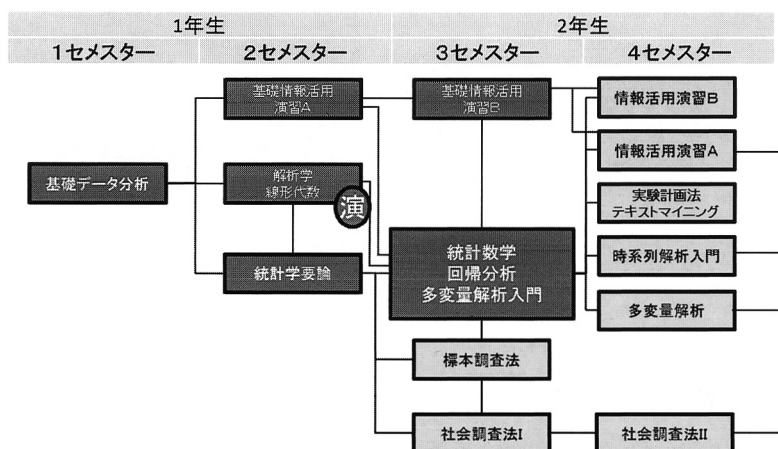 1年生
2年生
1セメスター
2セメスター
3セメスター
4セメスター
基礎情報活用
演習A
基礎情報活用
演習B
情報活用演習B
情報活用演習A
基礎データ分析
解析学
線形代数
演
実験計画法
テキストマイニング
統計学要論
統計数学
回帰分析
多変量解析入門
時系列解析入門
多変量解析
標本調査法
社会調査法I
社会調査法II